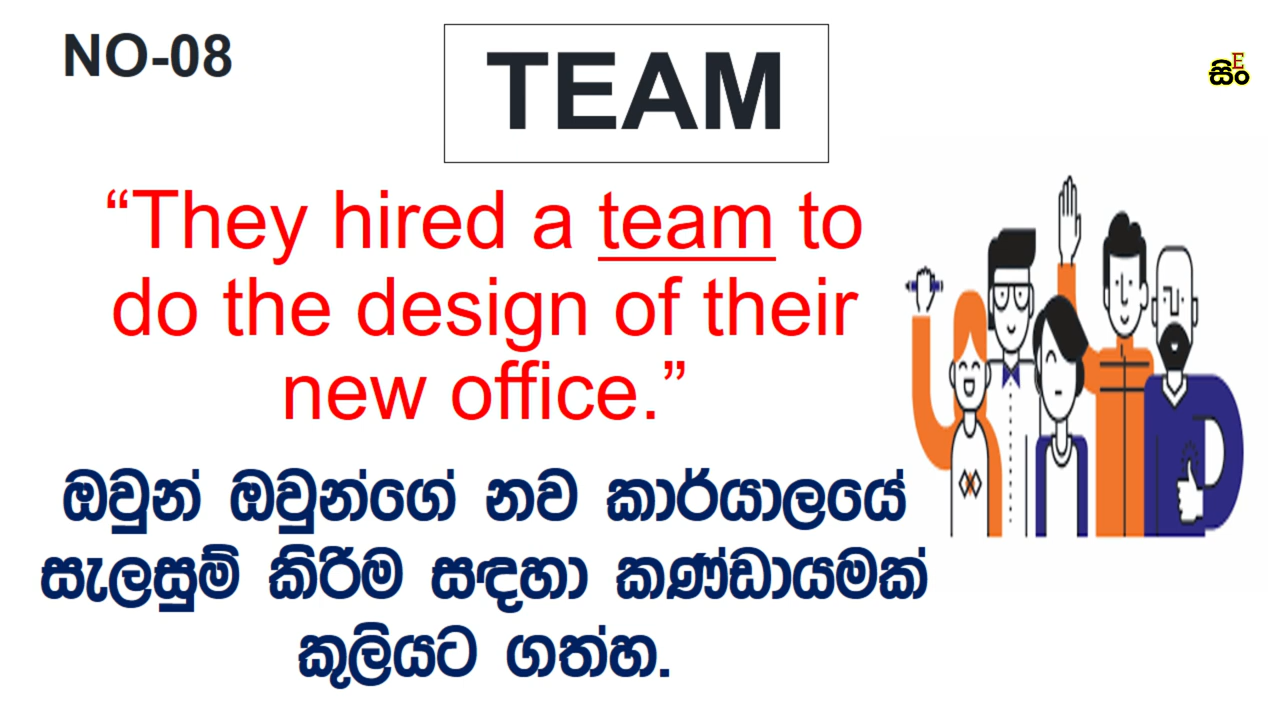 NO-08
TEAM
සිං
E
“They hired a team to
do the design of their
new office.”
ඔවුන් ඔවුන්ගේ නව කාර්යාලයේ
සැලසුම් කිරිම සඳහා කණ්ඩායමක්
කුලියට ගත්හ.